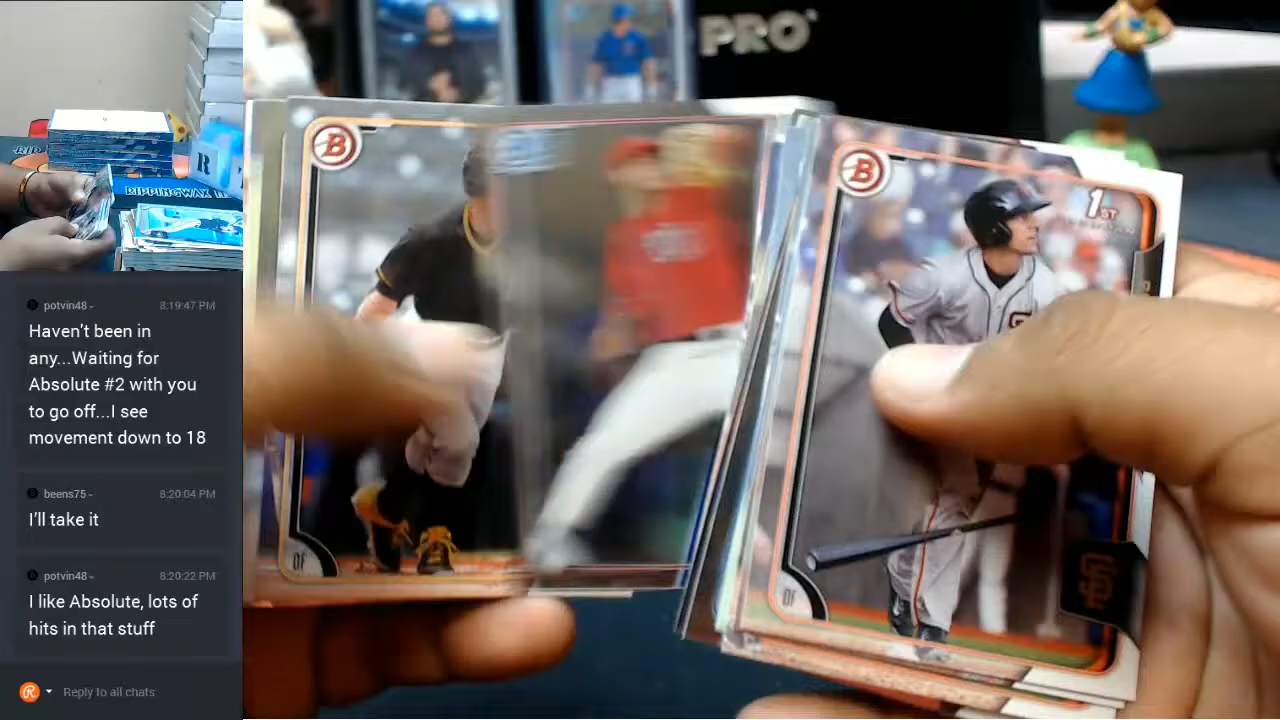 PRO
RIPPINGWAX
R
potvin48 - 8:19:47 PM
Haven't been in
any...Waiting for
Absolute #2 with you
to go off...I see
movement down to 18
beens75 - 8:20:04 PM
I'll take it
potvin48 - 8:20:22 PM
I like Absolute, lots of
hits in that stuff
Reply to all chats
B
OF
B
1ST
OF
SF